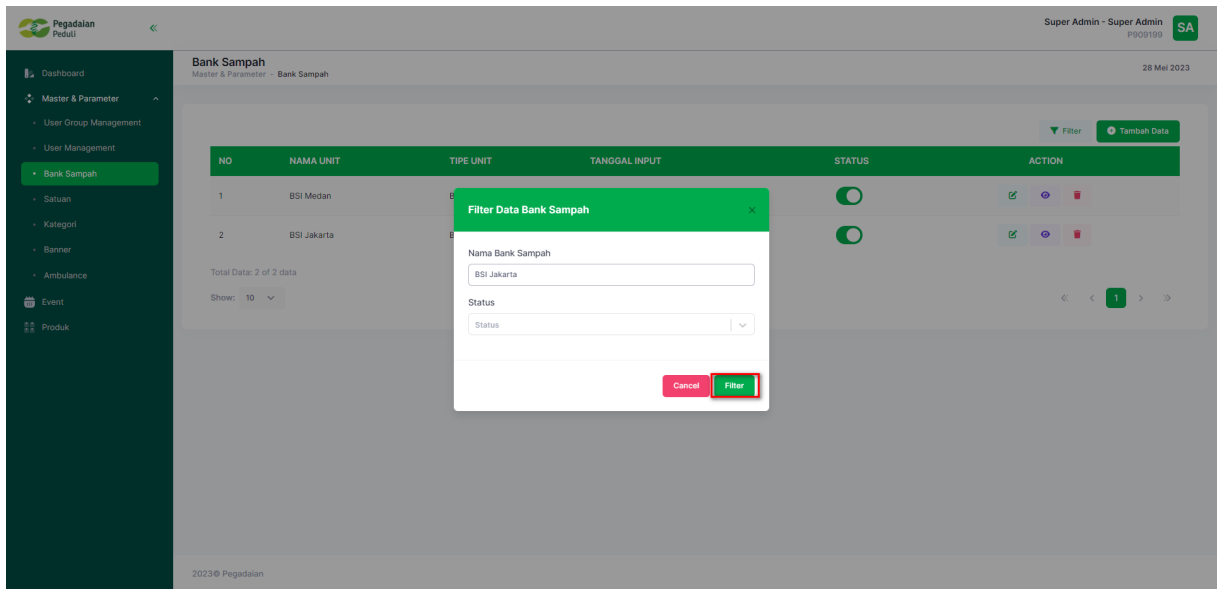 Pegadaian
Peduli
Super Admin - Super Admin
P909199
SA
Dashboard
Master & Parameter
User Group Management
User Management
Bank Sampah
Satuan
Kategori
Banner
Ambulance
Event
Produk
Bank Sampah
Master & Parameter - Bank Sampah
28 Mei 2023
Filter
Tambah Data
NO NAMA UNIT TIPE UNIT TANGGAL INPUT STATUS ACTION
1 BSI Medan B
2 BSI Jakarta B
Total Data: 2 of 2 data
Show: 10
1
Filter Data Bank Sampah
Nama Bank Sampah
BSI Jakarta
Status
Status
Cancel Filter
2023© Pegadaian